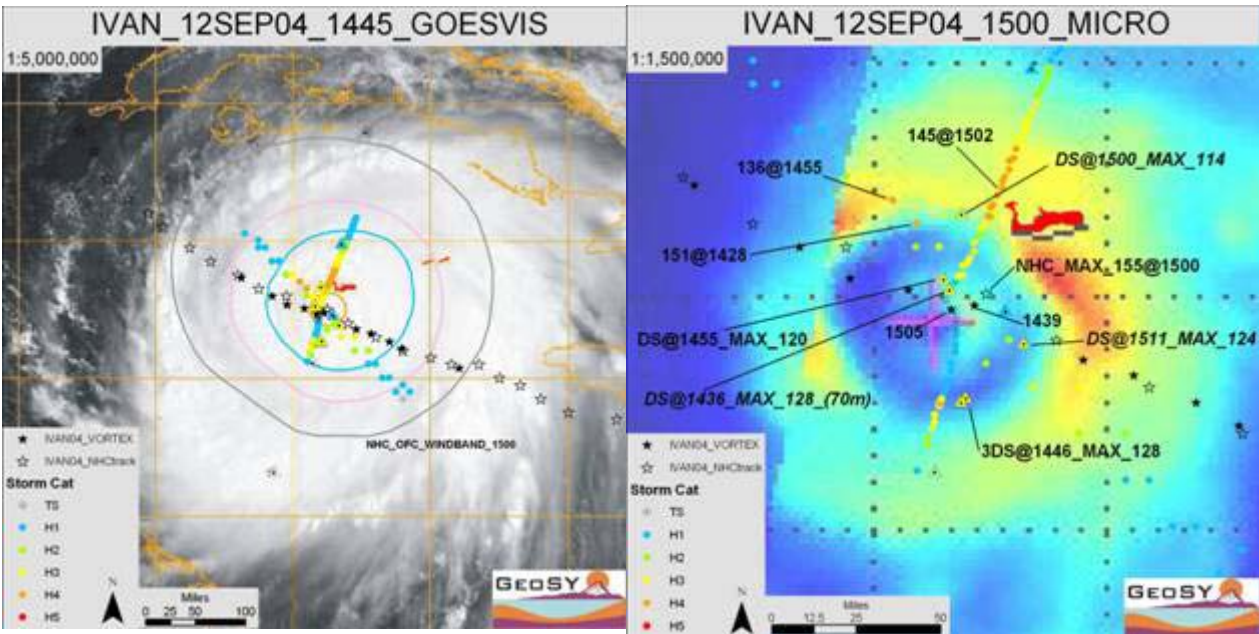 IVAN_12SEP04_1445_GOESVIS
1:5,000,000
NHC_OFC_WINDBAND_1500
IVAN04_VORTEX
IVAN04_NHCtrack
Storm Cat
TS
H1
H2
H3
H4
H5
N
Miles
0 25 50 100
GEOSY
IVAN_12SEP04_1500_MICRO
1:1,500,000
145@1502
136@1455
DS@1500_MAX_114
151@1428
NHC_MAX_155@1500
1505
1439
DS@1455_MAX_120
DS@1511_MAX_124
DS@1436_MAX_128_(70m)
3DS@1446_MAX_128
IVAN04_VORTEX
IVAN04_NHCtrack
Storm Cat
TS
H1
H2
H3
H4
H5
N
Miles
0 12.5 25 50
GEOSY